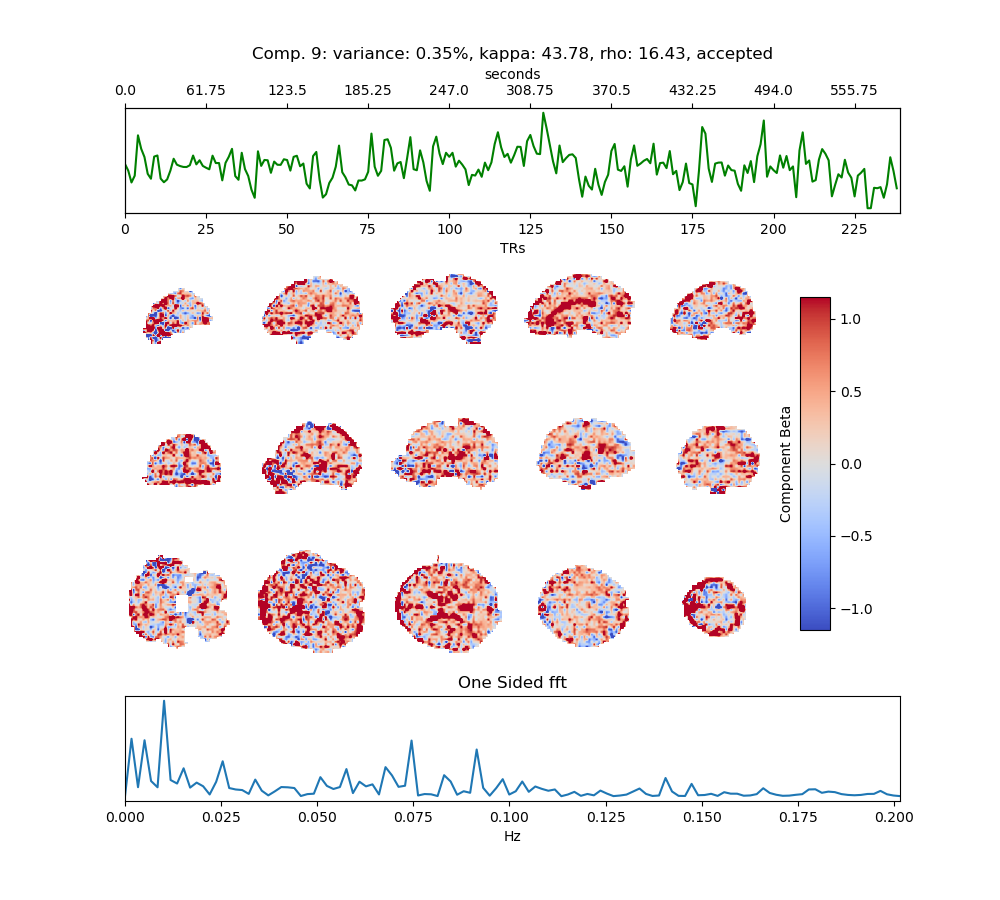 Comp. 9: variance: 0.35%, kappa: 43.78, rho: 16.43, accepted
seconds
0.0 61.75 123.5 185.25 247.0 308.75 370.5 432.25 494.0 555.75
0 25 50 75 100 125 150 175 200 225
TRs
1.0
0.5
0.0
−0.5
−1.0
Component Beta
One Sided fft
0.000 0.025 0.050 0.075 0.100 0.125 0.150 0.175 0.200
Hz